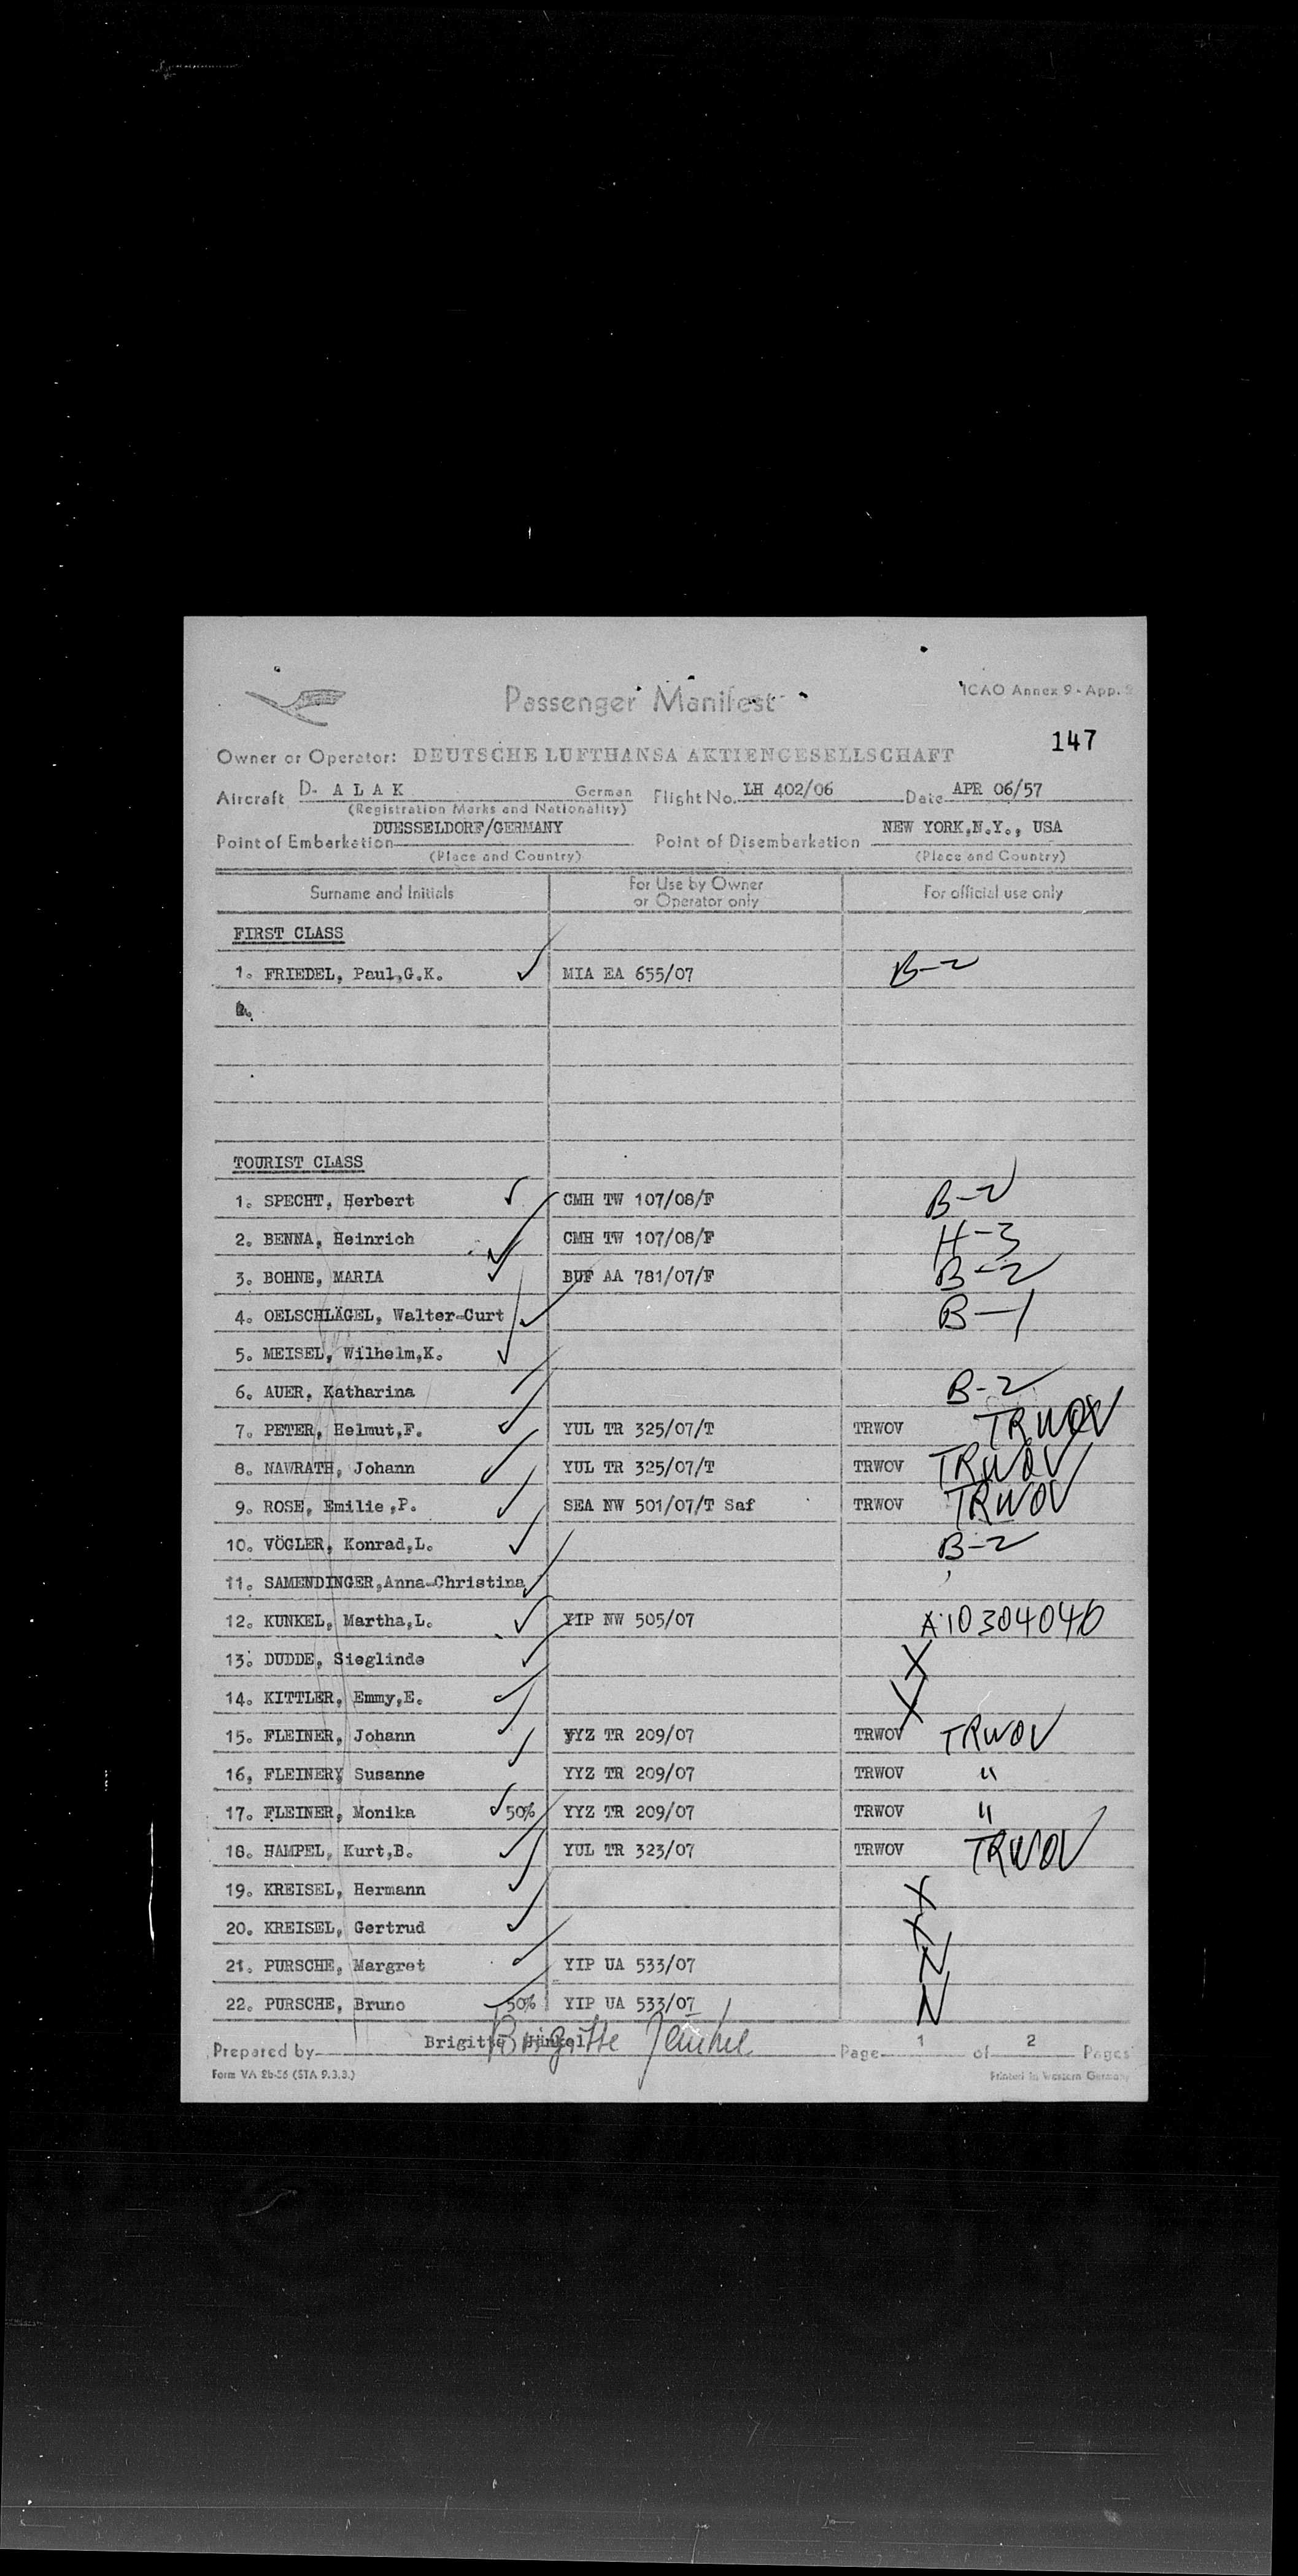 Passenger Manifest
ICAO Annex 9 - App.
147
Owner or Operator: DEUTSCHE LUFTHANSA AKTIENGESELLSCHAFT
Aircraft D- A L A K German Flight No. LH 402/06 Date APR 06/57
(Registration Marks and Nationality)
DUESSELDORF/GERMANY NEW YORK,N.Y., USA
Point of Embarkation Point of Disembarkation
(Place and Country) (Place and Country)
Surname and Initials For Use by Owner or Operator only For official use only
FIRST CLASS
1. FRIEDEL, Paul,G.K. ✓ MIA EA 655/07 B-2
TOURIST CLASS
1. SPECHT, Herbert ✓ CMH TW 107/08/F B-2
2. BENNA, Heinrich ✓ CMH TW 107/08/F H-3
3. BOHNE, MARIA ✓ BUF AA 781/07/F B-2
4. OELSCHLÄGEL, Walter-Curt ✓ B-1
5. MEISEL, Wilhelm,K. ✓
6. AUER, Katharina ✓ B-2
7. PETER, Helmut,F. ✓ YUL TR 325/07/T TRWOV TRWOV
8. NAWRATH, Johann ✓ YUL TR 325/07/T TRWOV TRWOV
9. ROSE, Emilie,P. ✓ SEA NW 501/07/T Saf TRWOV TRWOV
10. VÖGLER, Konrad,L. ✓ B-2
11. SAMENDINGER,Anna-Christina ✓
12. KUNKEL, Martha,L. ✓ YIP NW 505/07 A10304040
13. DUDDE, Sieglinde ✓ X
14. KITTLER, Emmy,E. ✓ X
15. FLEINER, Johann ✓ YYZ TR 209/07 TRWOV TRWOV
16, FLEINER, Susanne YYZ TR 209/07 TRWOV "
17. FLEINER, Monika ✓ 50% YYZ TR 209/07 TRWOV "
18. HAMPEL, Kurt,B. ✓ YUL TR 323/07 TRWOV TRWOV
19. KREISEL, Hermann ✓ X
20. KREISEL, Gertrud ✓ X
21. PURSCHE, Margret ✓ YIP UA 533/07 N
22. PURSCHE, Bruno ✓ 50% YIP UA 533/07 N
Prepared by Brigitte Jänkel Brigitte Jänkel Page 1 of 2 Pages
Form VA 2b-56 (STA 9.3.3.) Printed in Western Germany